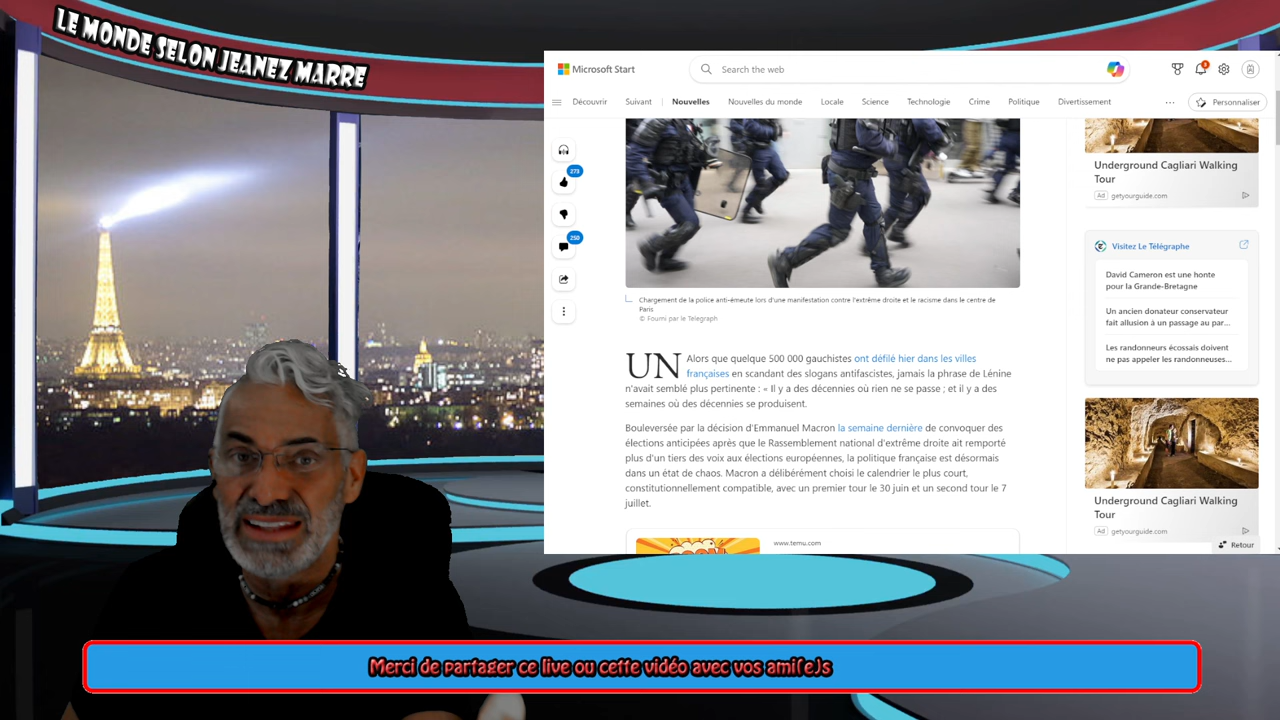 LE MONDE SELON JEANEZ MARRE
Microsoft Start
Search the web
3
Découvrir
Suivant
Nouvelles
Nouvelles du monde
Locale
Science
Technologie
Crime
Politique
Divertissement
...
Personnaliser
273
250
Chargement de la police anti-émeute lors d'une manifestation contre l'extrême droite et le racisme dans le centre de
Paris
© Fourni par le Telegraph
UN Alors que quelque 500 000 gauchistes ont défilé hier dans les villes
françaises en scandant des slogans antifascistes, jamais la phrase de Lénine
n'avait semblé plus pertinente : « Il y a des décennies où rien ne se passe ; et il y a des
semaines où des décennies se produisent.
Bouleversée par la décision d'Emmanuel Macron la semaine dernière de convoquer des
élections anticipées après que le Rassemblement national d'extrême droite ait remporté
plus d'un tiers des voix aux élections européennes, la politique française est désormais
dans un état de chaos. Macron a délibérément choisi le calendrier le plus court,
constitutionnellement compatible, avec un premier tour le 30 juin et un second tour le 7
juillet.
www.temu.com
Underground Cagliari Walking
Tour
Ad getyourguide.com
Visitez Le Télégraphe
David Cameron est une honte
pour la Grande-Bretagne
Un ancien donateur conservateur
fait allusion à un passage au par...
Les randonneurs écossais doivent
ne pas appeler les randonneuses...
Underground Cagliari Walking
Tour
Ad getyourguide.com
Retour
Merci de partager ce live ou cette vidéo avec vos ami(e)s